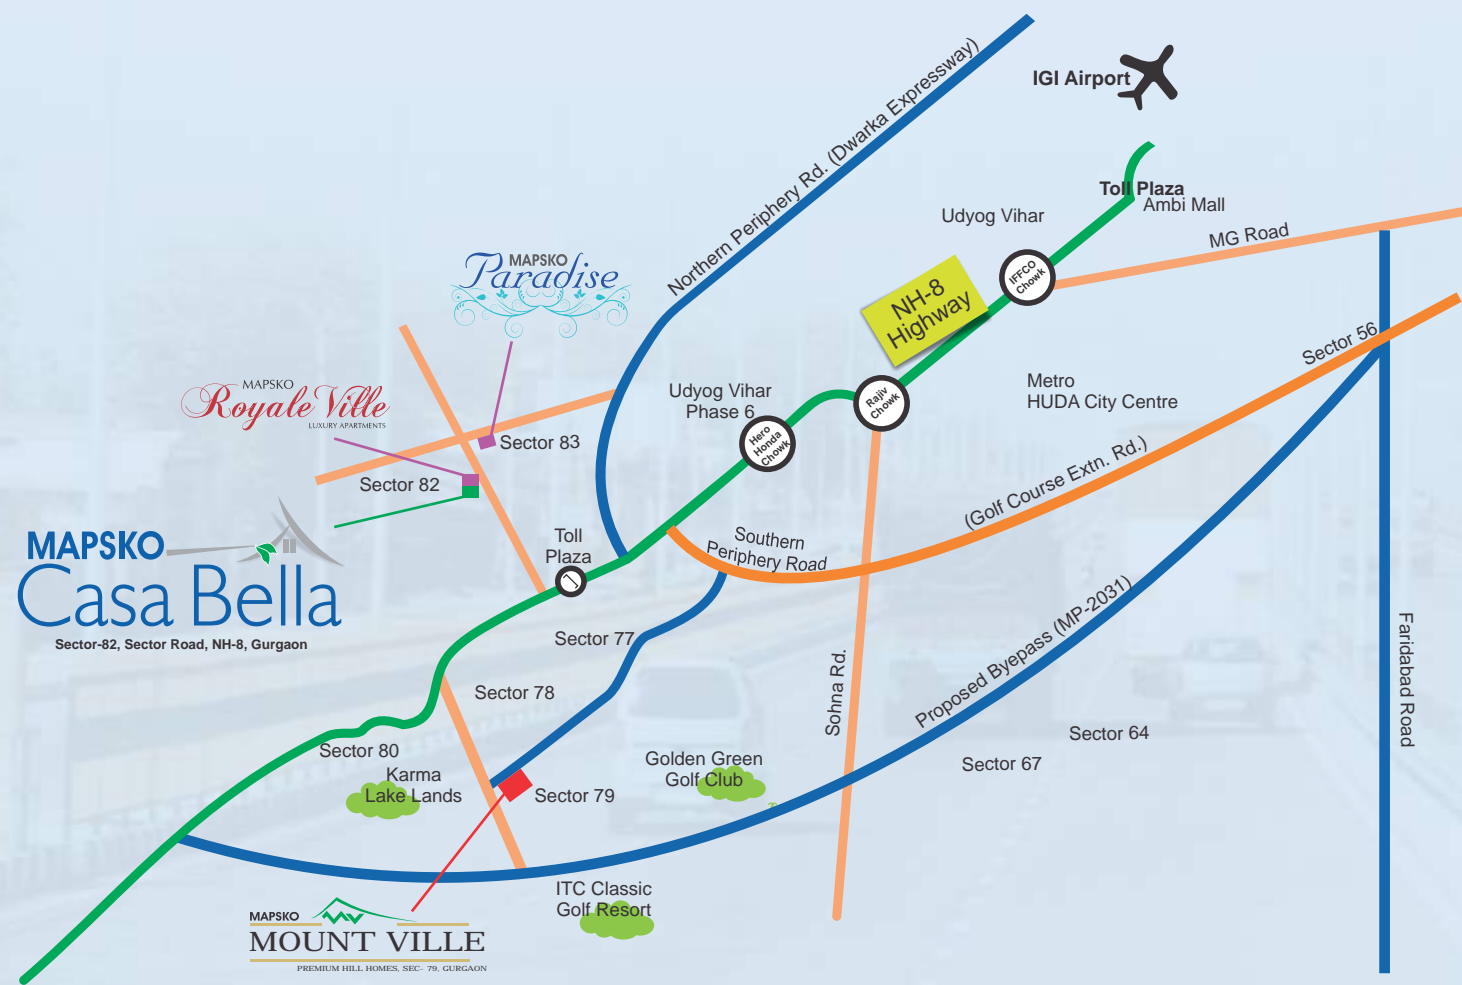 IGI Airport
Northern Periphery Rd. (Dwarka Expressway)
Toll Plaza
Ambi Mall
Udyog Vihar
MG Road
IFFCO
Chowk
NH-8
Highway
MAPSKO
Paradise
Sector 56
MAPSKO
Royale Ville
LUXURY APARTMENTS
Udyog Vihar
Phase 6
Rajiv
Chowk
Metro
HUDA City Centre
Hero
Honda
Chowk
Sector 83
Sector 82
(Golf Course Extn. Rd.)
Toll
Plaza
Southern
Periphery Road
MAPSKO
Casa Bella
Sector-82, Sector Road, NH-8, Gurgaon
Sector 77
Proposed Byepass (MP-2031)
Faridabad Road
Sohna Rd.
Sector 78
Sector 80
Sector 64
Sector 67
Karma
Lake Lands
Golden Green
Golf Club
Sector 79
ITC Classic
Golf Resort
MAPSKO
MOUNT VILLE
PREMIUM HILL HOMES, SEC- 79, GURGAON